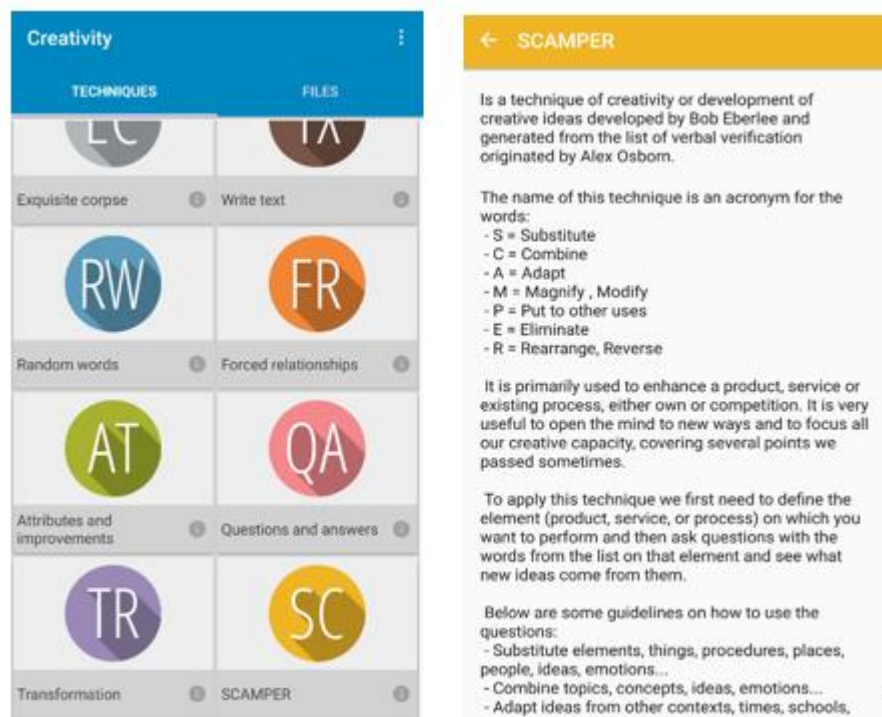 Creativity
TECHNIQUES FILES
EC TX
Exquisite corpse Write text
RW FR
Random words Forced relationships
AT QA
Attributes and
improvements
Questions and answers
TR SC
Transformation SCAMPER
SCAMPER
Is a technique of creativity or development of
creative ideas developed by Bob Eberlee and
generated from the list of verbal verification
originated by Alex Osborn.
The name of this technique is an acronym for the
words:
- S = Substitute
- C = Combine
- A = Adapt
- M = Magnify , Modify
- P = Put to other uses
- E = Eliminate
- R = Rearrange, Reverse
It is primarily used to enhance a product, service or
existing process, either own or competition. It is very
useful to open the mind to new ways and to focus all
our creative capacity, covering several points we
passed sometimes.
To apply this technique we first need to define the
element (product, service, or process) on which you
want to perform and then ask questions with the
words from the list on that element and see what
new ideas come from them.
Below are some guidelines on how to use the
questions:
- Substitute elements, things, procedures, places,
people, ideas, emotions...
- Combine topics, concepts, ideas, emotions...
- Adapt ideas from other contexts, times, schools,